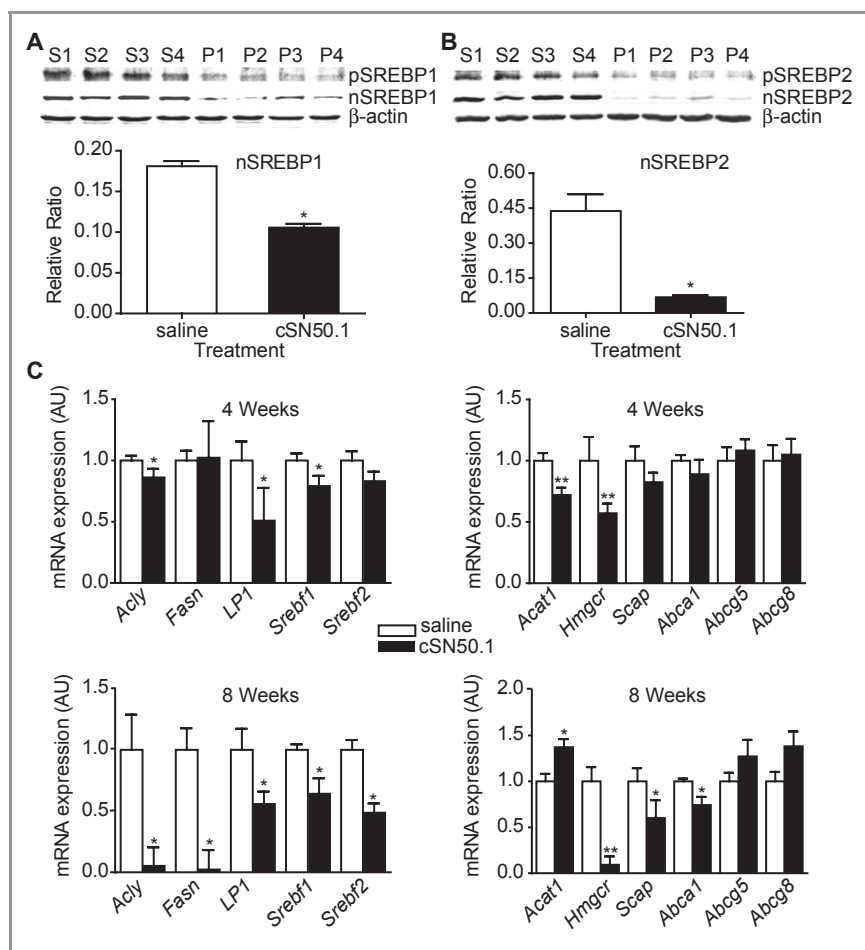 A
S1 S2 S3 S4 P1 P2 P3 P4
pSREBP1
nSREBP1
β-actin
nSREBP1
Relative Ratio
0.20
0.15
0.10
0.05
0.00
*
saline cSN50.1
Treatment
B
S1 S2 S3 S4 P1 P2 P3 P4
pSREBP2
nSREBP2
β-actin
nSREBP2
Relative Ratio
0.60
0.45
0.30
0.15
0.00
*
saline cSN50.1
Treatment
C
4 Weeks
mRNA expression (AU)
1.5
1.0
0.5
0.0
* * *
Acly Fasn LP1 Srebf1 Srebf2
4 Weeks
mRNA expression (AU)
1.5
1.0
0.5
0.0
** **
Acat1 Hmgcr Scap Abca1 Abcg5 Abcg8
saline
cSN50.1
8 Weeks
mRNA expression (AU)
1.5
1.0
0.5
0.0
* * * * *
Acly Fasn LP1 Srebf1 Srebf2
8 Weeks
mRNA expression (AU)
2.0
1.5
1.0
0.5
0.0
* ** * *
Acat1 Hmgcr Scap Abca1 Abcg5 Abcg8